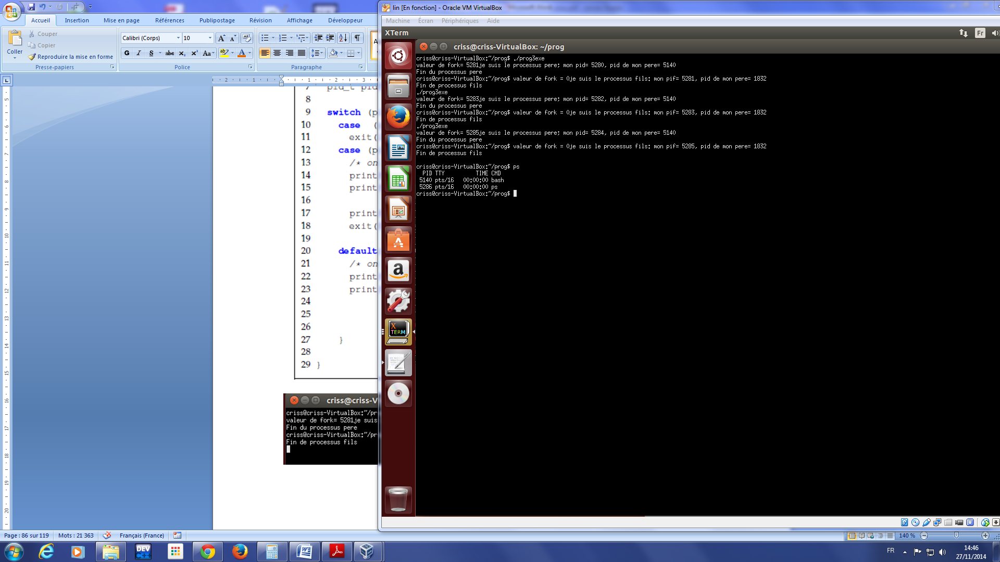 lin [En fonction] - Oracle VM VirtualBox
Accueil Insertion Mise en page Références Publipostage Révision Affichage Développeur
Machine Écran Périphériques Aide
Couper
Copier
Reproduire la mise en forme
Coller
Calibri (Corps) 10
Presse-papiers Police Paragraphe
XTerm Fr
criss@criss-VirtualBox: ~/prog
criss@criss-VirtualBox:~/prog$ ./prog3exe
valeur de fork= 5281je suis le processus pere; mon pid= 5280, pid de mon pere= 5140
Fin du processus pere
criss@criss-VirtualBox:~/prog$ valeur de fork = 0je suis le processus fils: mon pif= 5281, pid de mon pere= 1832
Fin de processus fils
./prog3exe
valeur de fork= 5283je suis le processus pere; mon pid= 5282, pid de mon pere= 5140
Fin du processus pere
criss@criss-VirtualBox:~/prog$ valeur de fork = 0je suis le processus fils: mon pif= 5283, pid de mon pere= 1832
Fin de processus fils
./prog3exe
valeur de fork= 5285je suis le processus pere; mon pid= 5284, pid de mon pere= 5140
Fin du processus pere
criss@criss-VirtualBox:~/prog$ valeur de fork = 0je suis le processus fils: mon pif= 5285, pid de mon pere= 1832
Fin de processus fils
criss@criss-VirtualBox:~/prog$ ps
PID TTY TIME CMD
5140 pts/16 00:00:00 bash
5286 pts/16 00:00:00 ps
criss@criss-VirtualBox:~/prog$
7 pid_t pid
8
9 switch (p
10 case (
11 exit(
12 case (p
13 /* on
14 print
15 print
16
17 print
18 exit(
19
20 default
21 /* on
22 print
23 print
24
25
26
27 }
28
29 }
criss@criss-V
criss@criss-VirtualBox:~/pr
valeur de fork= 5281je suis
Fin du processus pere
criss@criss-VirtualBox:~/pr
Fin de processus fils
Page : 86 sur 119 Mots : 21 363 Français (France) 140 %
FR 14:46
27/11/2014